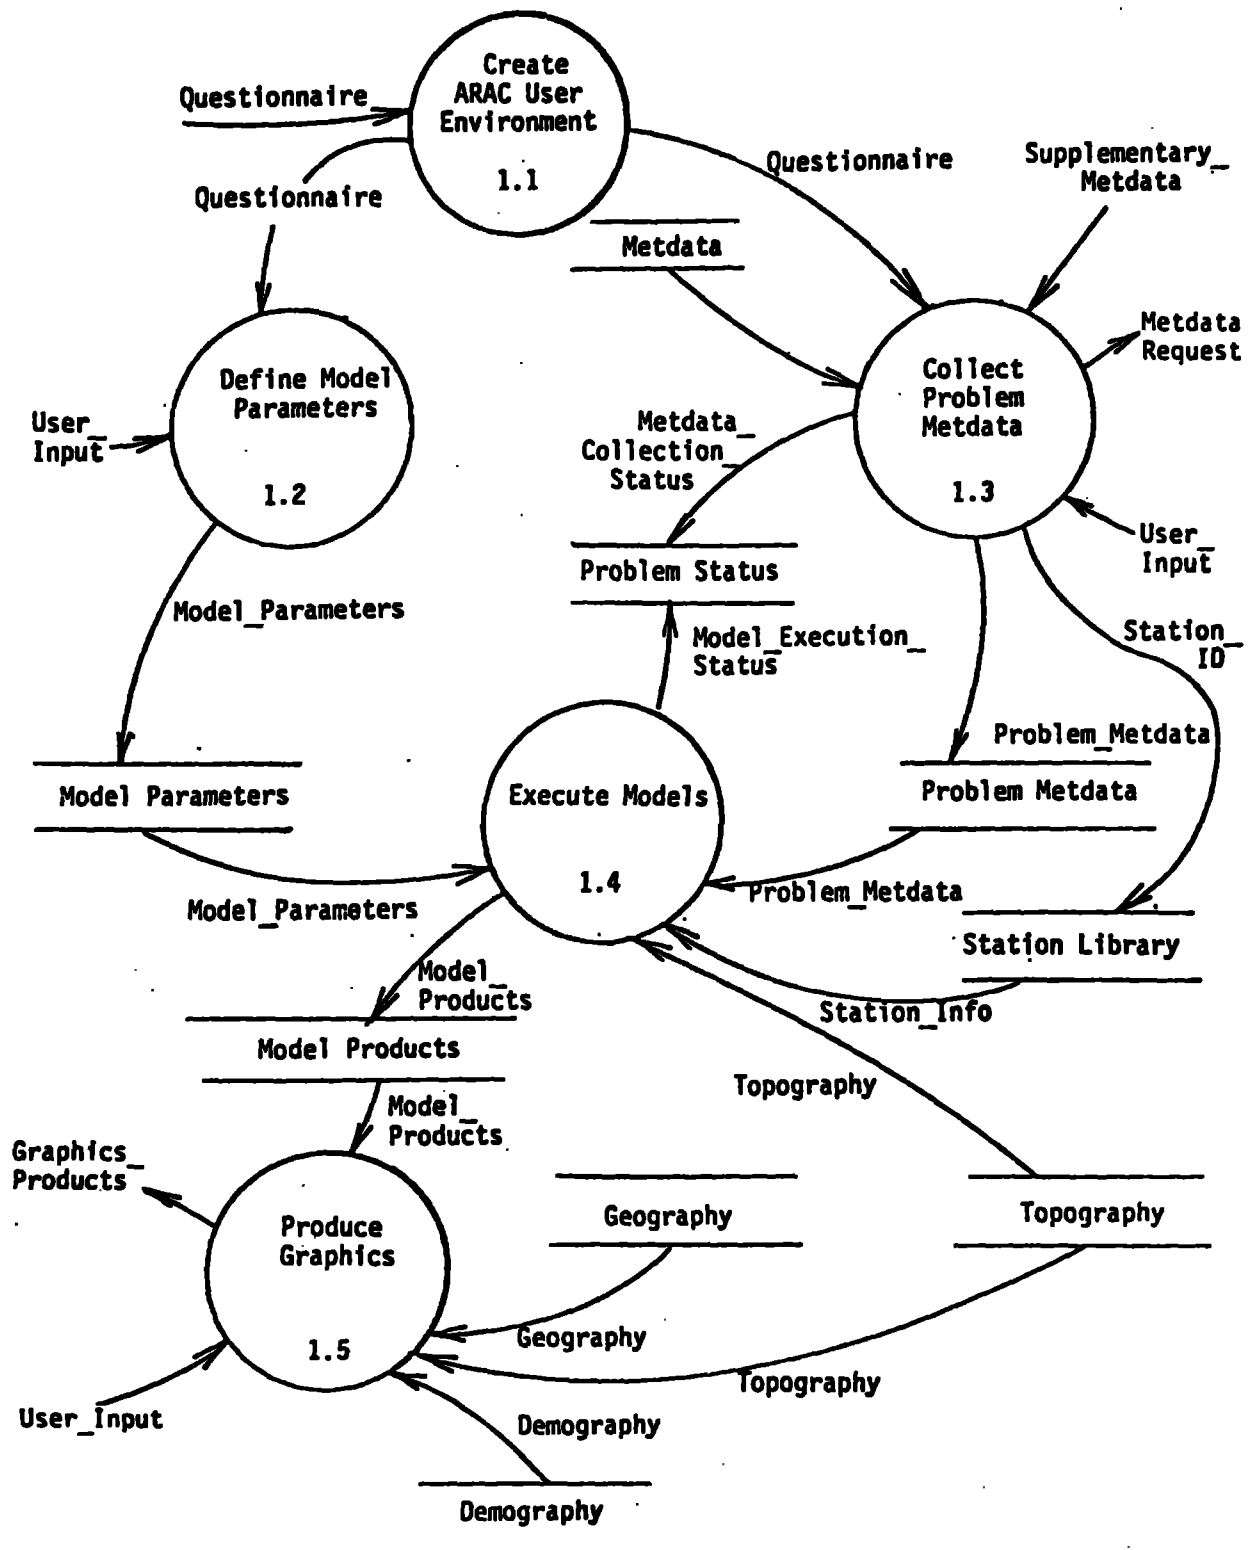 Create
ARAC User
Environment
1.1
Questionnaire
Questionnaire
Questionnaire
Supplementary_
Metdata
Metdata
Metdata
Request
Collect
Problem
Metdata
1.3
Define Model
Parameters
1.2
User_
Input
Metdata_
Collection_
Status
User_
Input
Problem Status
Model_Parameters
Model_Execution_
Status
Station_
ID
Problem_Metdata
Model Parameters
Execute Models
1.4
Problem Metdata
Model_Parameters
Problem_Metdata
Station Library
Model_
Products
Station_Info
Model Products
Topography
Model_
Products
Graphics_
Products
Produce
Graphics
1.5
Geography
Topography
Geography
Topography
User_Input
Demography
Demography